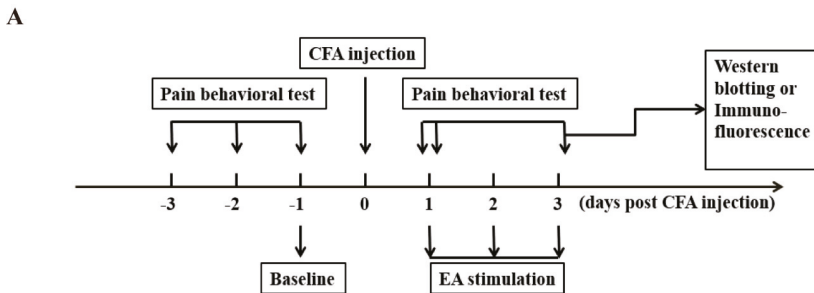 A
CFA injection
Pain behavioral test
Pain behavioral test
Western
blotting or
Immuno-
fluorescence
-3 -2 -1 0 1 2 3 (days post CFA injection)
Baseline
EA stimulation